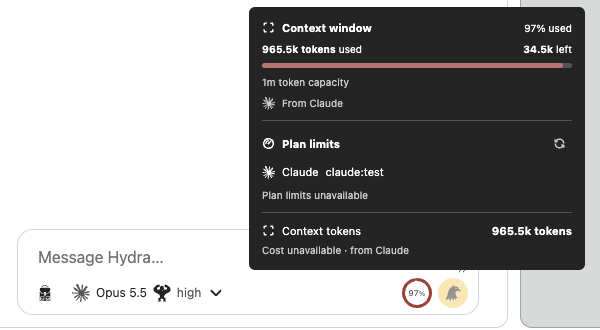 Context window 97% used
965.5k tokens used 34.5k left
1m token capacity
From Claude
Plan limits
Claude claude:test
Plan limits unavailable
Context tokens 965.5k tokens
Cost unavailable · from Claude
Message Hydra...
Opus 5.5 high 97%